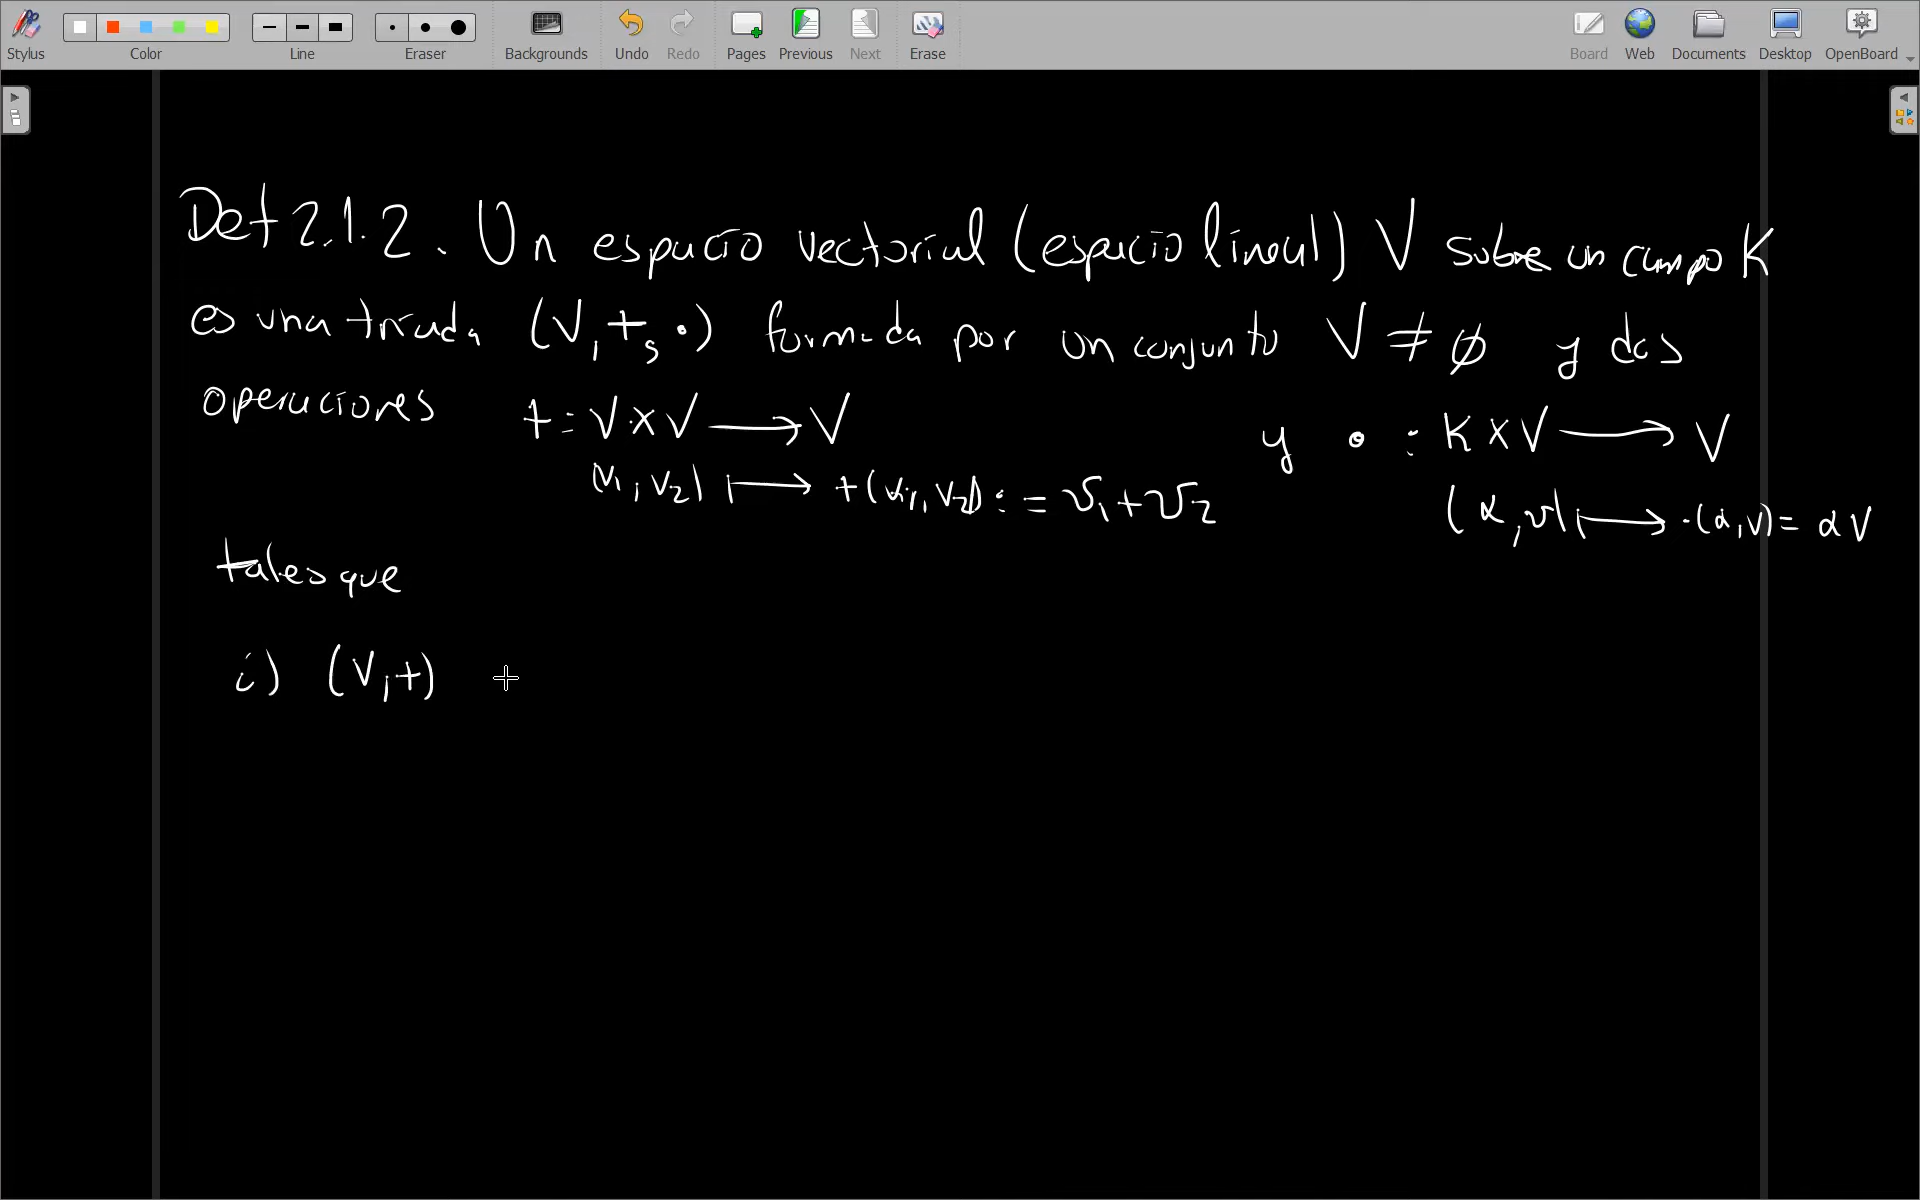 Stylus Color Line Eraser Backgrounds Undo Redo Pages Previous Next Erase Board Web Documents Desktop OpenBoard
Def 2.1.2. Un espacio vectorial (espacio lineal) V sobre un campo K
es una tríada (V, +, •) formada por un conjunto V ≠ ∅ y dos
operaciones + : V × V ⟶ V y • : K × V ⟶ V
(v₁, v₂) ⟼ +(v₁, v₂) := v₁ + v₂ (α, v) ⟼ ·(α, v) = αv
tales que
i) (V, +)